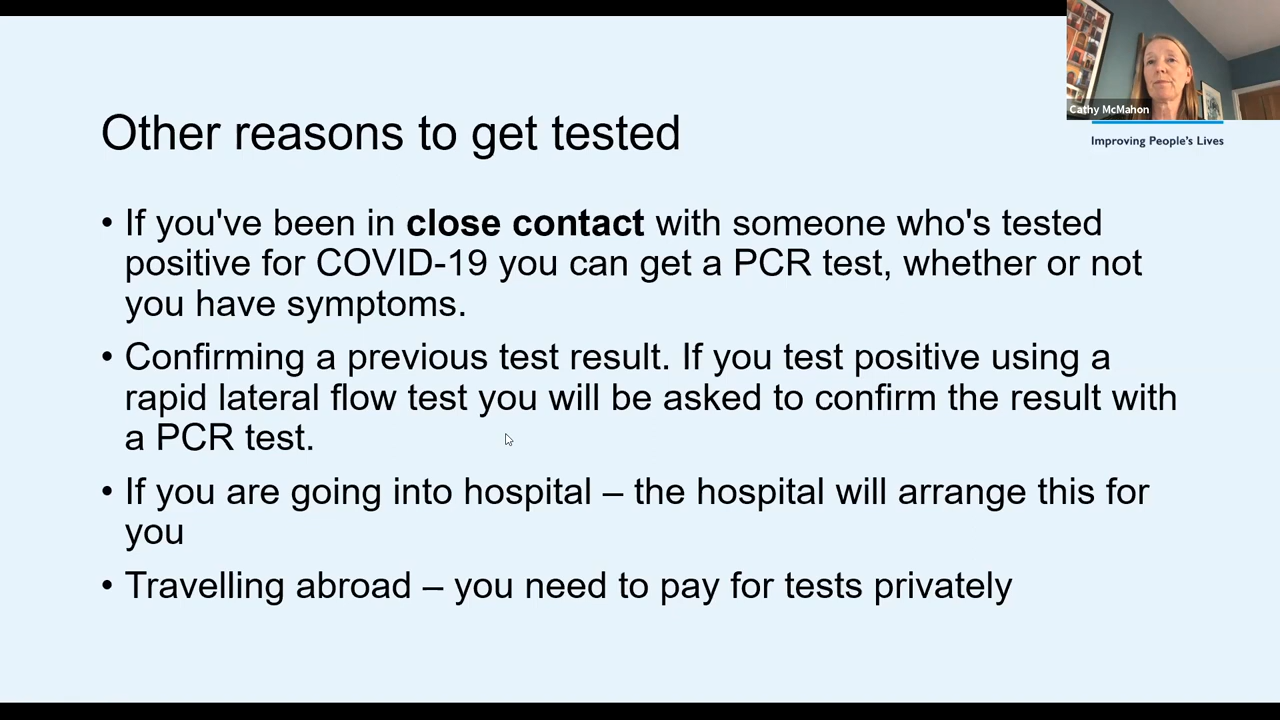 Cathy McMahon
Improving People's Lives
Other reasons to get tested
• If you've been in close contact with someone who's tested
positive for COVID-19 you can get a PCR test, whether or not
you have symptoms.
• Confirming a previous test result. If you test positive using a
rapid lateral flow test you will be asked to confirm the result with
a PCR test.
• If you are going into hospital – the hospital will arrange this for
you
• Travelling abroad – you need to pay for tests privately